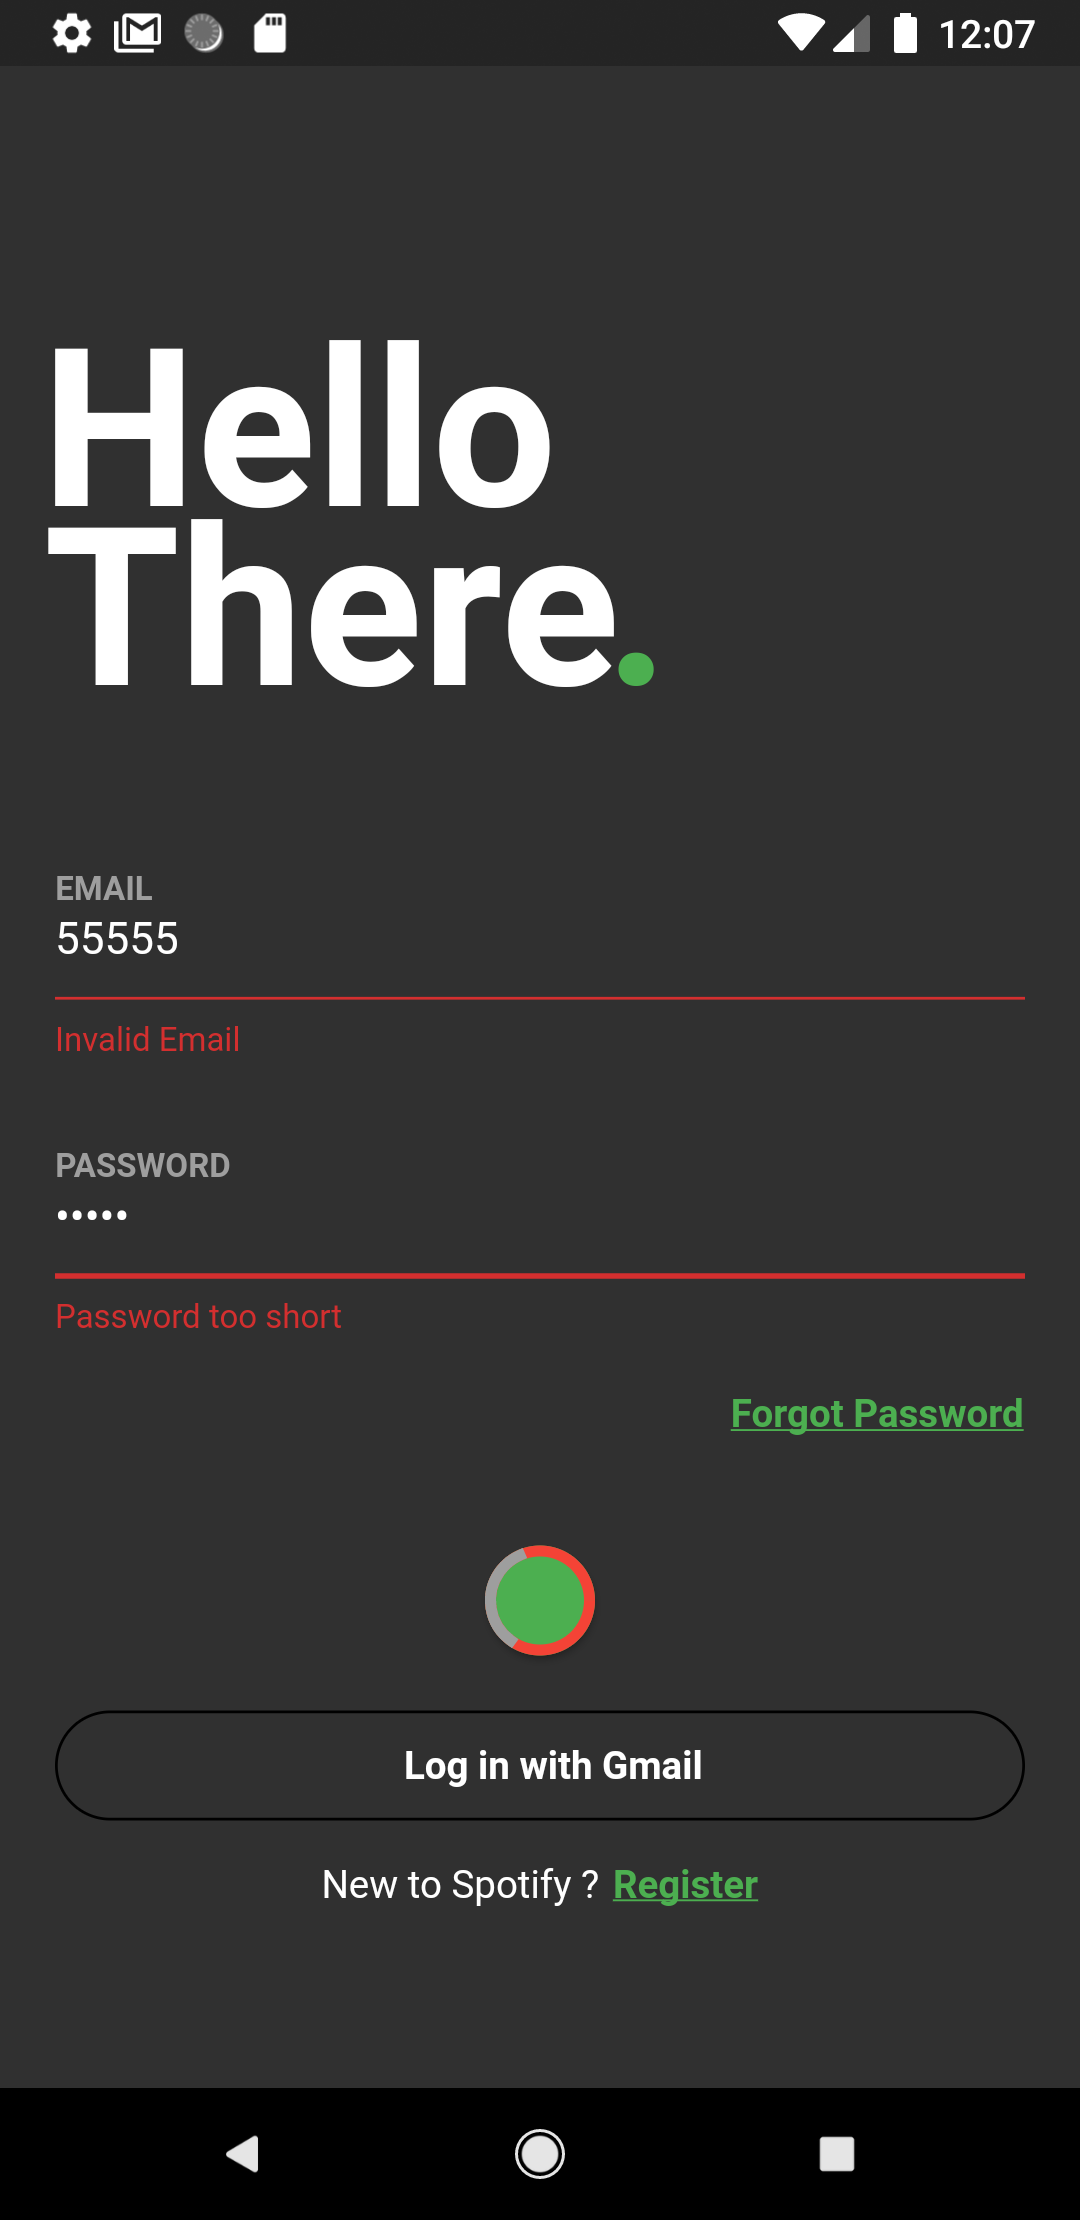 12:07
Hello
There.
EMAIL
55555
Invalid Email
PASSWORD
•••••
Password too short
Forgot Password
Log in with Gmail
New to Spotify ? Register